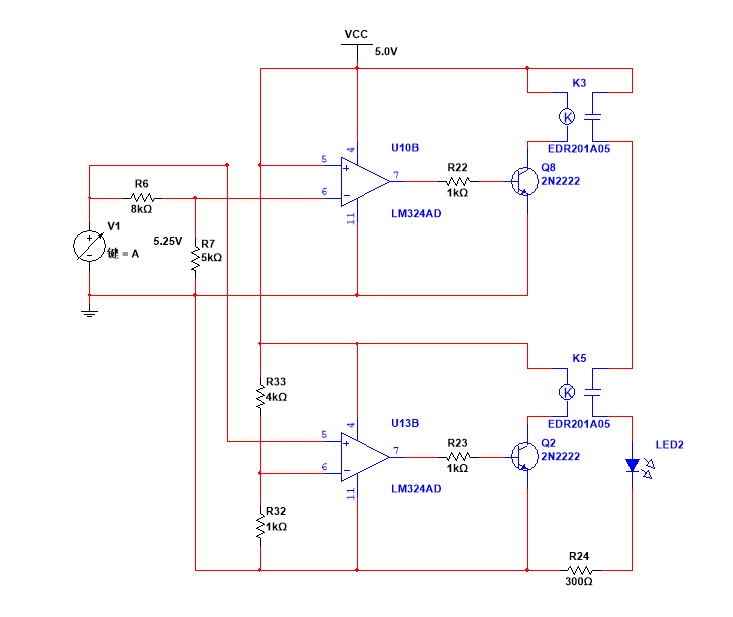 VCC
5.0V
K3
K
EDR201A05
U10B
4
5
+
6
−
7
11
LM324AD
R22
1kΩ
Q8
2N2222
R6
8kΩ
V1
+
−
键 = A
5.25V
R7
5kΩ
K5
K
EDR201A05
R33
4kΩ
U13B
4
5
+
6
−
7
11
LM324AD
R23
1kΩ
Q2
2N2222
LED2
R32
1kΩ
R24
300Ω